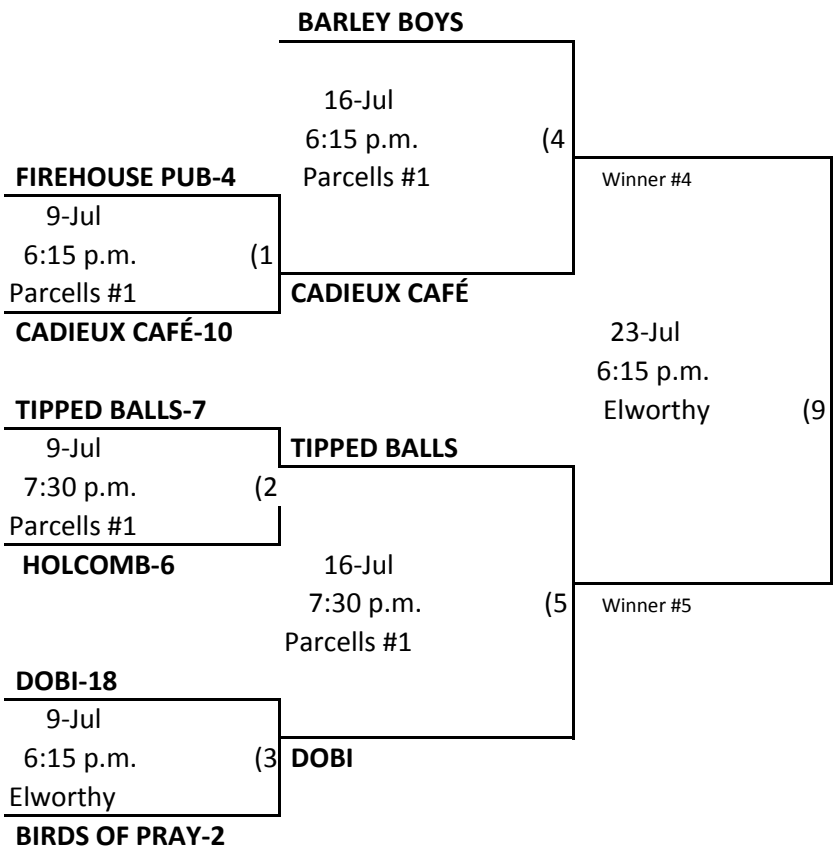 BARLEY BOYS
16-Jul
6:15 p.m. (4
FIREHOUSE PUB-4 Parcells #1 Winner #4
9-Jul
6:15 p.m. (1
Parcells #1 CADIEUX CAFÉ
CADIEUX CAFÉ-10 23-Jul
6:15 p.m.
TIPPED BALLS-7 Elworthy (9
9-Jul TIPPED BALLS
7:30 p.m. (2
Parcells #1
HOLCOMB-6 16-Jul
7:30 p.m. (5 Winner #5
Parcells #1
DOBI-18
9-Jul
6:15 p.m. (3 DOBI
Elworthy
BIRDS OF PRAY-2